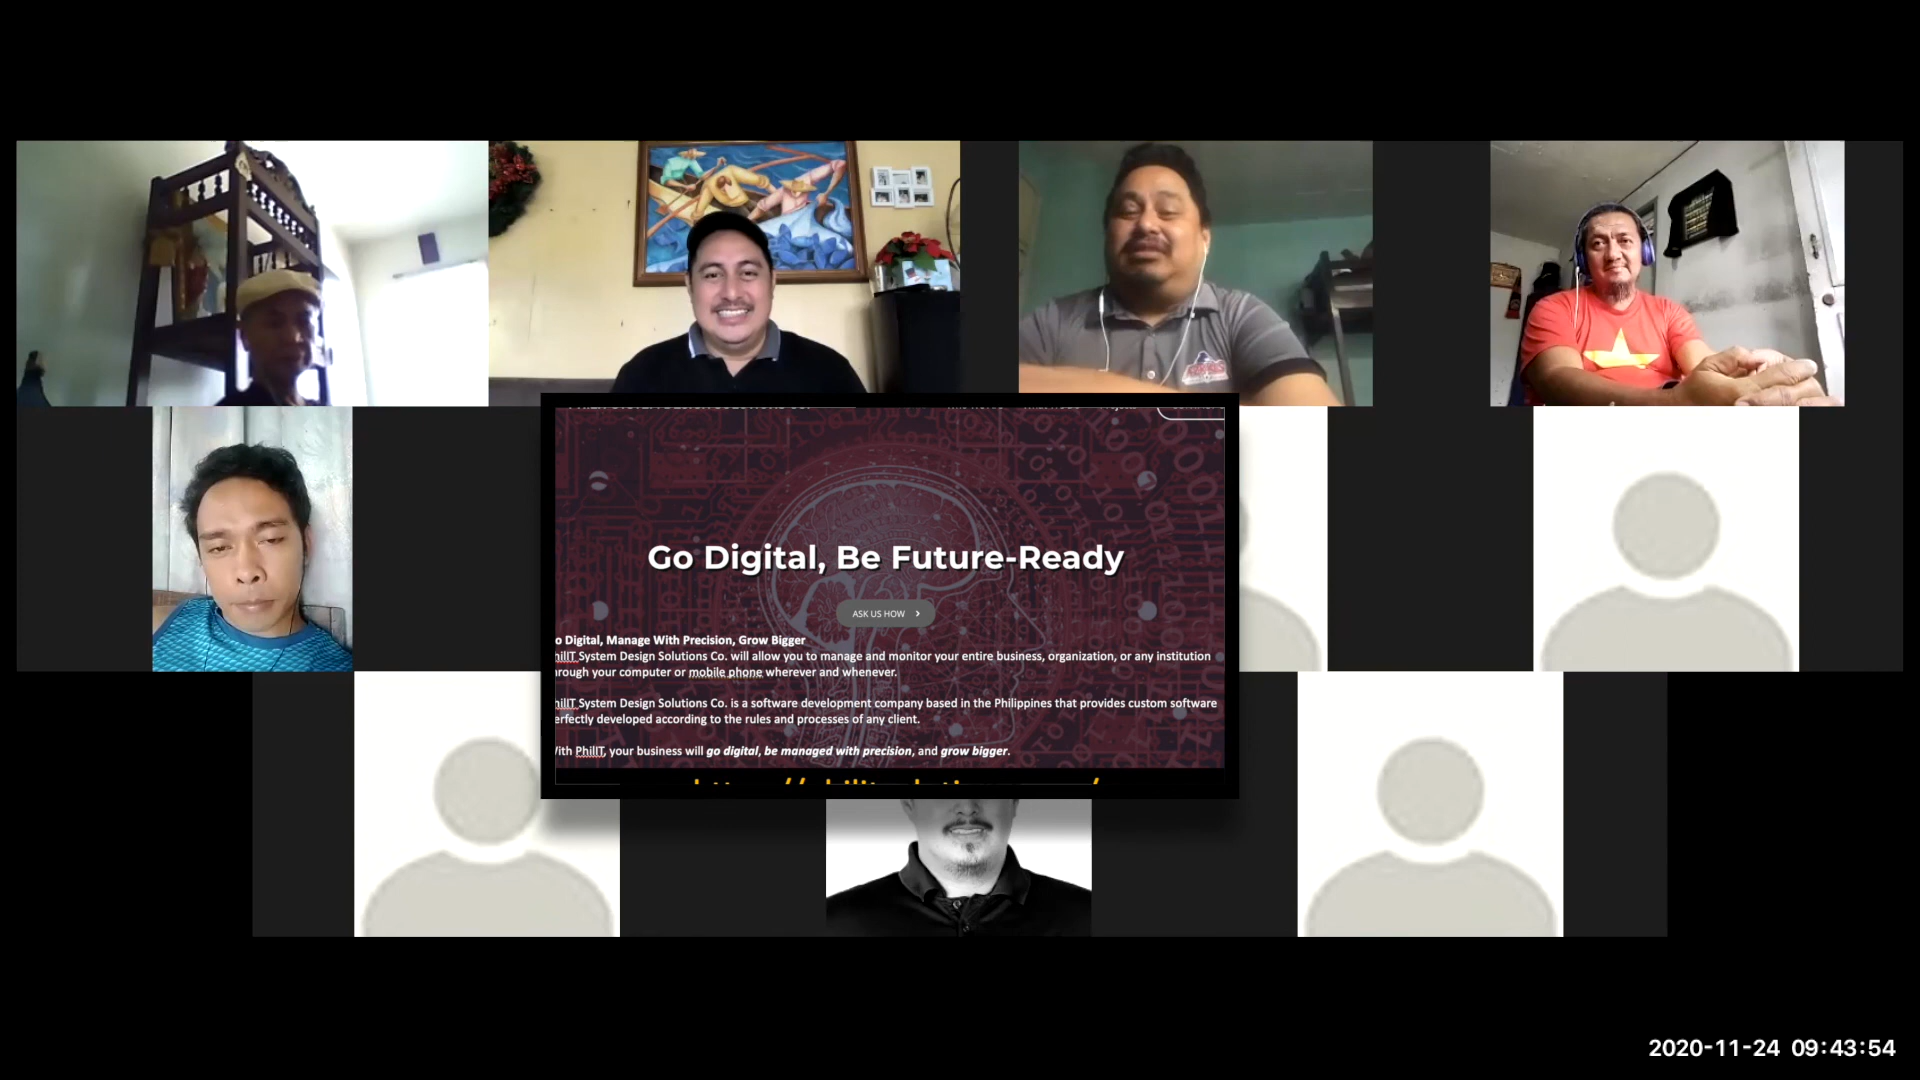 Go Digital, Be Future-Ready
ASK US HOW
o Digital, Manage With Precision, Grow Bigger
hilIT System Design Solutions Co. will allow you to manage and monitor your entire business, organization, or any institution
hrough your computer or mobile phone wherever and whenever.
hilIT System Design Solutions Co. is a software development company based in the Philippines that provides custom software
erfectly developed according to the rules and processes of any client.
With PhilIT, your business will go digital, be managed with precision, and grow bigger.
2020-11-24 09:43:54